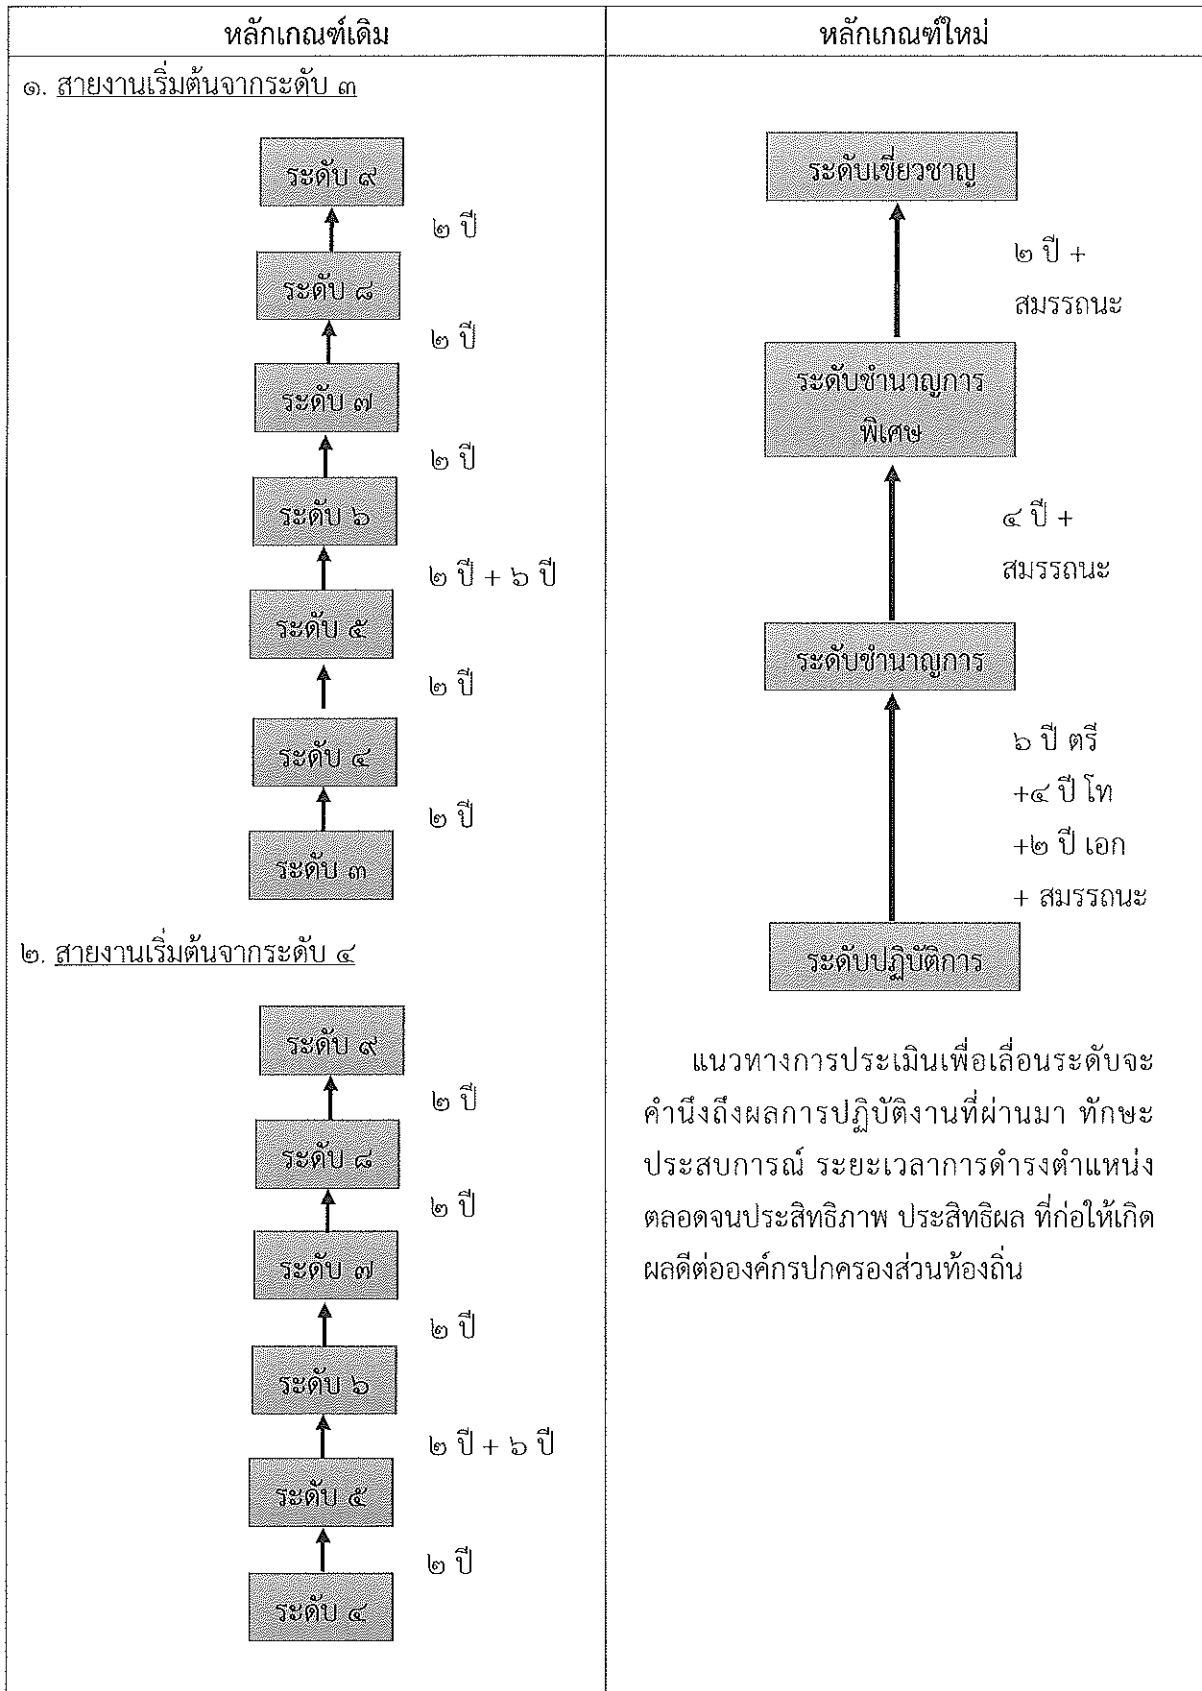 หลักเกณฑ์เดิม
๑. สายงานเริ่มต้นจากระดับ ๓
ระดับ ๙
๒ ปี
ระดับ ๘
๒ ปี
ระดับ ๗
๒ ปี
ระดับ ๖
๒ ปี + ๖ ปี
ระดับ ๕
๒ ปี
ระดับ ๔
๒ ปี
ระดับ ๓
๒. สายงานเริ่มต้นจากระดับ ๔
ระดับ ๙
๒ ปี
ระดับ ๘
๒ ปี
ระดับ ๗
๒ ปี
ระดับ ๖
๒ ปี + ๖ ปี
ระดับ ๕
๒ ปี
ระดับ ๔
หลักเกณฑ์ใหม่
ระดับเชี่ยวชาญ
๒ ปี +
สมรรถนะ
ระดับชำนาญการ
พิเศษ
๔ ปี +
สมรรถนะ
ระดับชำนาญการ
๖ ปี ตรี
+๔ ปี โท
+๒ ปี เอก
+ สมรรถนะ
ระดับปฏิบัติการ
แนวทางการประเมินเพื่อเลื่อนระดับจะ
คำนึงถึงผลการปฏิบัติงานที่ผ่านมา ทักษะ
ประสบการณ์ ระยะเวลาการดำรงตำแหน่ง
ตลอดจนประสิทธิภาพ ประสิทธิผล ที่ก่อให้เกิด
ผลดีต่อองค์กรปกครองส่วนท้องถิ่น